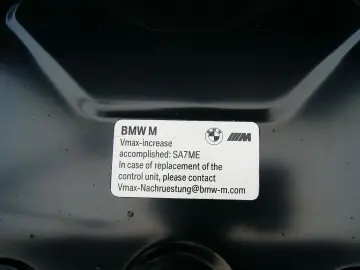 BMW M
Vmax-increase
accomplished: SA7ME
In case of replacement of the
control unit, please contact
Vmax-Nachruestung@bmw-m.com